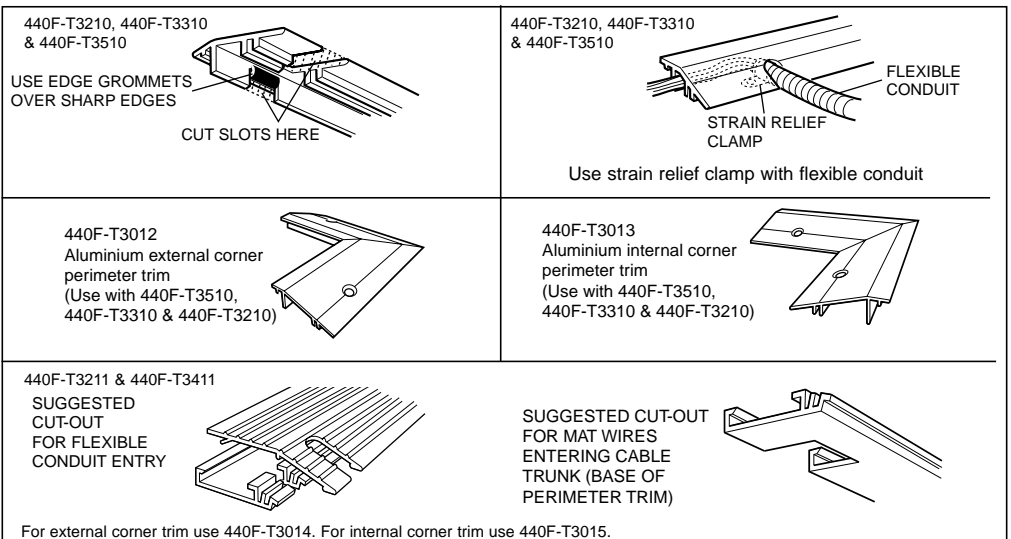 440F-T3210, 440F-T3310
& 440F-T3510
USE EDGE GROMMETS
OVER SHARP EDGES
CUT SLOTS HERE
440F-T3210, 440F-T3310
& 440F-T3510
FLEXIBLE
CONDUIT
STRAIN RELIEF
CLAMP
Use strain relief clamp with flexible conduit
440F-T3012
Aluminium external corner
perimeter trim
(Use with 440F-T3510,
440F-T3310 & 440F-T3210)
440F-T3013
Aluminium internal corner
perimeter trim
(Use with 440F-T3510,
440F-T3310 & 440F-T3210)
440F-T3211 & 440F-T3411
SUGGESTED
CUT-OUT
FOR FLEXIBLE
CONDUIT ENTRY
SUGGESTED CUT-OUT
FOR MAT WIRES
ENTERING CABLE
TRUNK (BASE OF
PERIMETER TRIM)
For external corner trim use 440F-T3014. For internal corner trim use 440F-T3015.